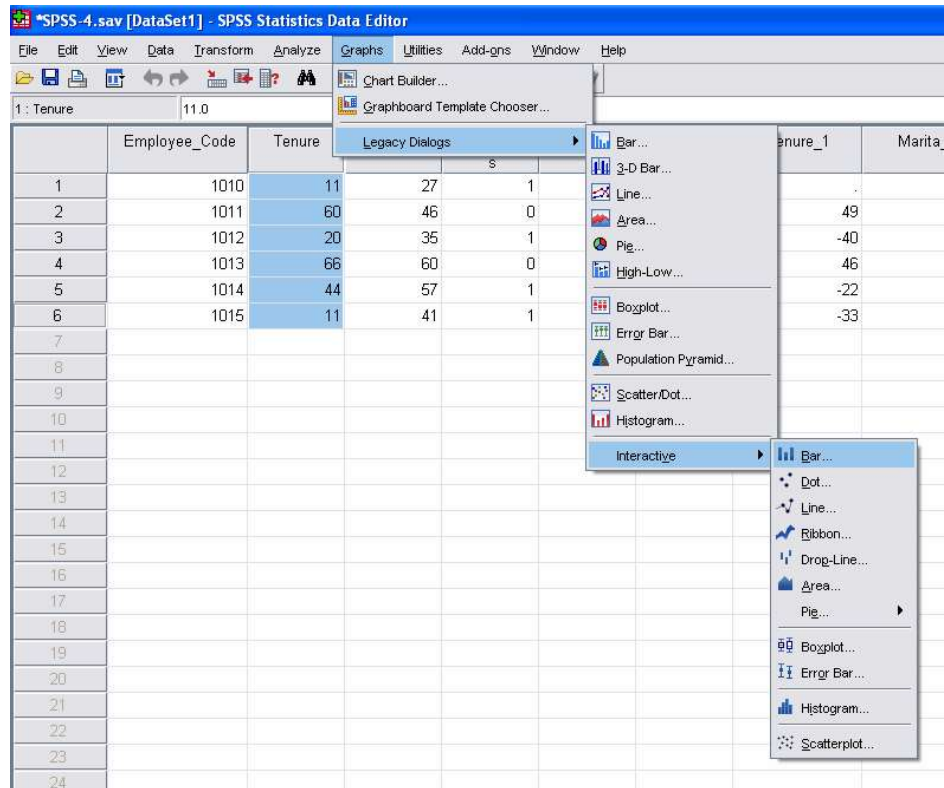 *SPSS-4.sav [DataSet1] - SPSS Statistics Data Editor
File Edit View Data Transform Analyze Graphs Utilities Add-ons Window Help
Chart Builder...
Graphboard Template Chooser...
Legacy Dialogs
1 : Tenure 11.0
Employee_Code Tenure s enure_1 Marita_
1 1010 11 27 1 .
2 1011 60 46 0 49
3 1012 20 35 1 -40
4 1013 66 60 0 46
5 1014 44 57 1 -22
6 1015 11 41 1 -33
7
8
9
10
11
12
13
14
15
16
17
18
19
20
21
22
23
24
Bar...
3-D Bar...
Line...
Area...
Pie...
High-Low...
Boxplot...
Error Bar...
Population Pyramid...
Scatter/Dot...
Histogram...
Interactive
Bar...
Dot...
Line...
Ribbon...
Drop-Line...
Area...
Pie...
Boxplot...
Error Bar...
Histogram...
Scatterplot...